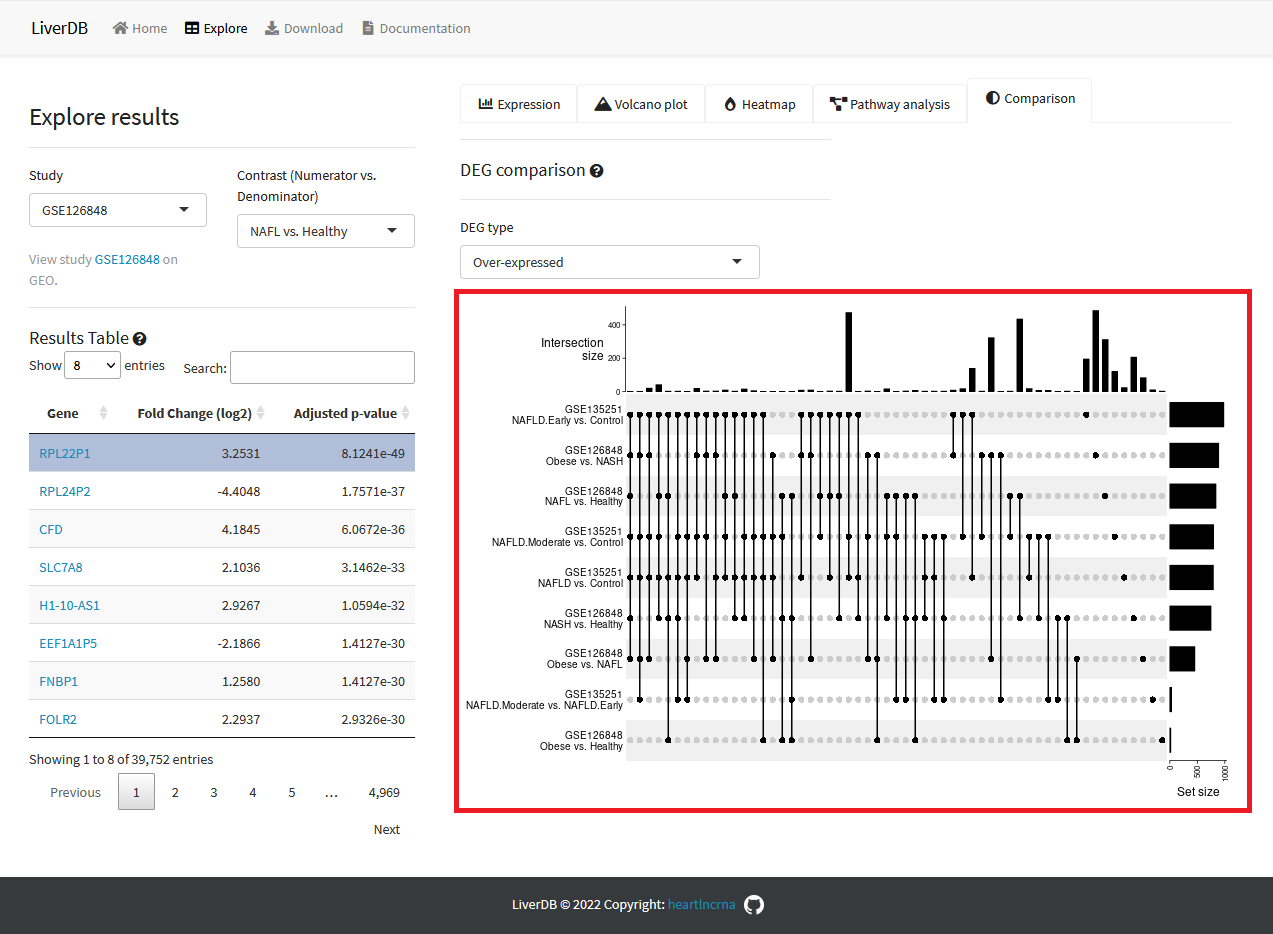 LiverDB Home Explore Download Documentation
Explore results
Study
GSE126848
View study GSE126848 on
GEO.
Contrast (Numerator vs.
Denominator)
NAFL vs. Healthy
Results Table
Show 8 entries Search:
Gene Fold Change (log2) Adjusted p-value
RPL22P1 3.2531 8.1241e-49
RPL24P2 -4.4048 1.7571e-37
CFD 4.1845 6.0672e-36
SLC7A8 2.1036 3.1462e-33
H1-10-AS1 2.9267 1.0594e-32
EEF1A1P5 -2.1866 1.4127e-30
FNBP1 1.2580 1.4127e-30
FOLR2 2.2937 2.9326e-30
Showing 1 to 8 of 39,752 entries
Previous 1 2 3 4 5 ... 4,969
Next
Expression Volcano plot Heatmap Pathway analysis Comparison
DEG comparison
DEG type
Over-expressed
Intersection
size
400
200
0
GSE135251
NAFLD.Early vs. Control
GSE126848
Obese vs. NASH
GSE126848
NAFL vs. Healthy
GSE135251
NAFLD.Moderate vs. Control
GSE135251
NAFLD vs. Control
GSE126848
NASH vs. Healthy
GSE126848
Obese vs. NAFL
GSE135251
NAFLD.Moderate vs. NAFLD.Early
GSE126848
Obese vs. Healthy
0 500 1000
Set size
LiverDB © 2022 Copyright: heartlncrna